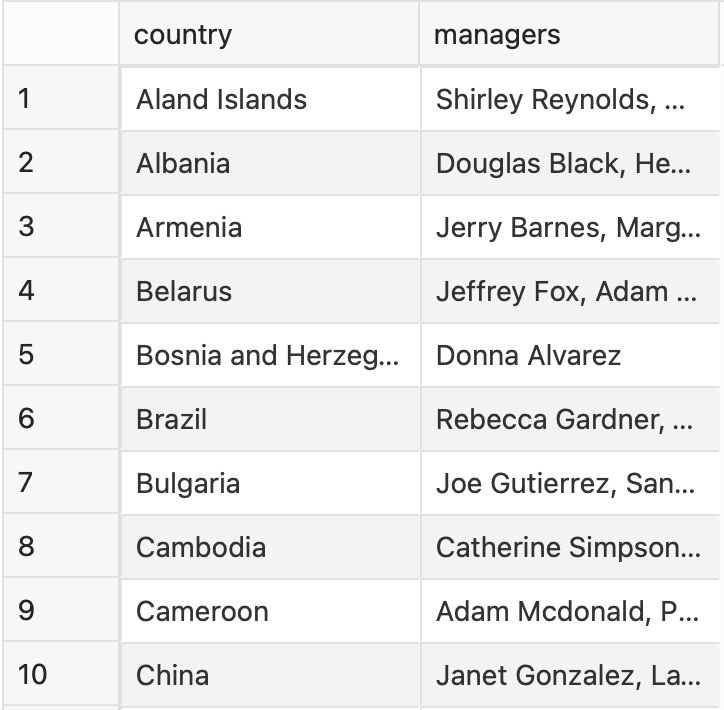 country managers
1 Aland Islands Shirley Reynolds, ...
2 Albania Douglas Black, He...
3 Armenia Jerry Barnes, Marg...
4 Belarus Jeffrey Fox, Adam ...
5 Bosnia and Herzeg... Donna Alvarez
6 Brazil Rebecca Gardner, ...
7 Bulgaria Joe Gutierrez, San...
8 Cambodia Catherine Simpson...
9 Cameroon Adam Mcdonald, P...
10 China Janet Gonzalez, La...